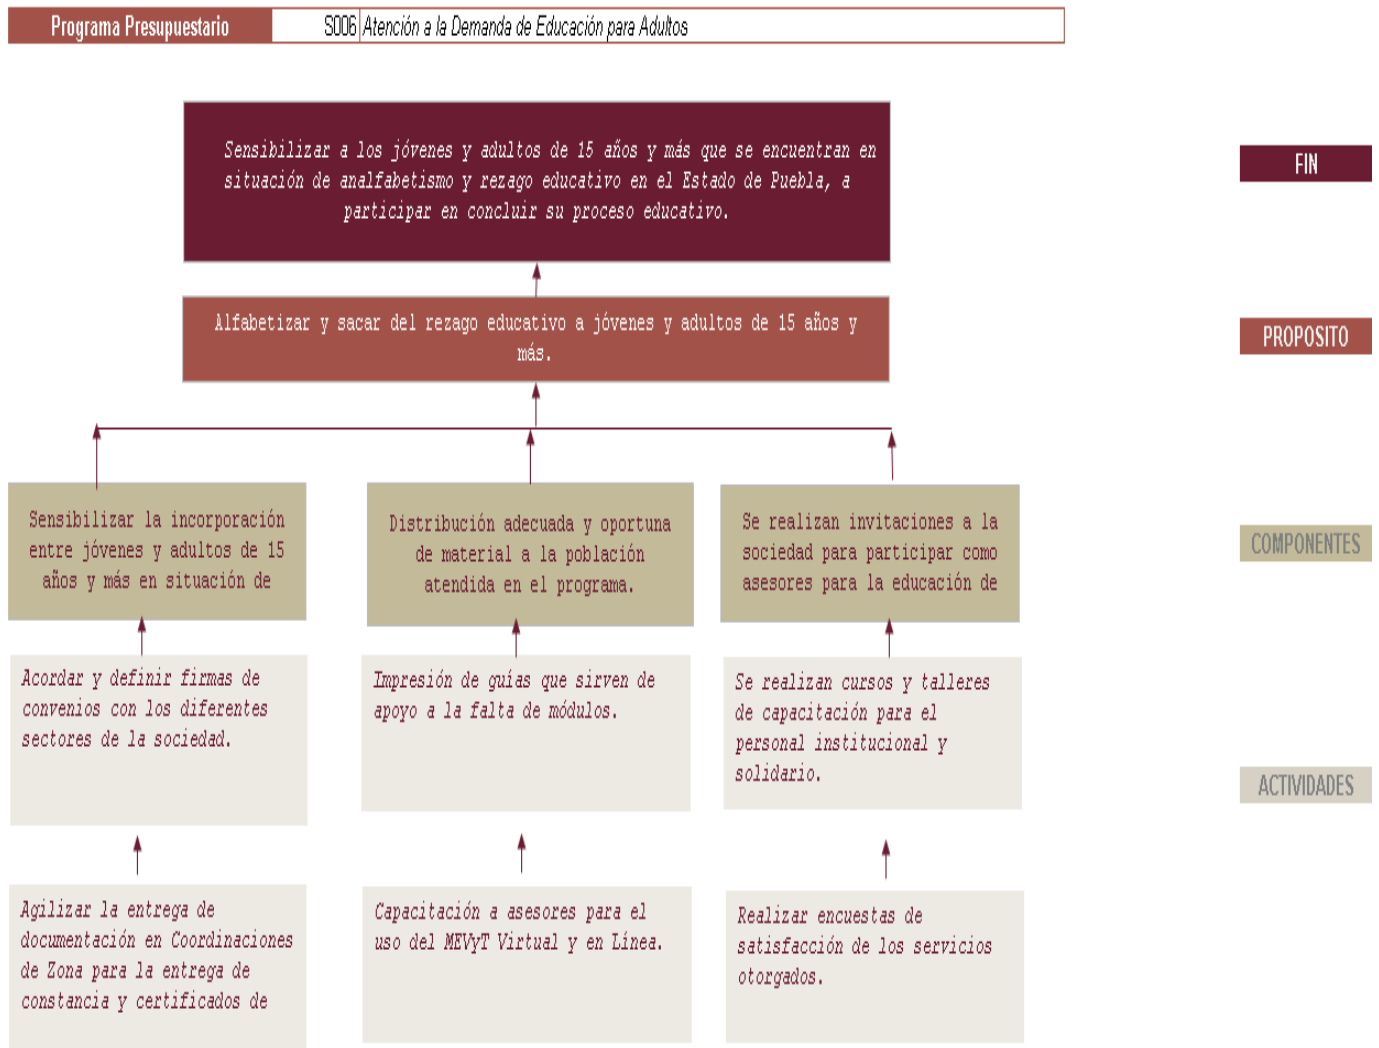 Programa Presupuestario
S006 Atención a la Demanda de Educación para Adultos
Sensibilizar a los jóvenes y adultos de 15 años y más que se encuentran en
situación de analfabetismo y rezago educativo en el Estado de Puebla, a
participar en concluir su proceso educativo.
FIN
Alfabetizar y sacar del rezago educativo a jóvenes y adultos de 15 años y
más.
PROPOSITO
Sensibilizar la incorporación
entre jóvenes y adultos de 15
años y más en situación de
Distribución adecuada y oportuna
de material a la población
atendida en el programa.
Se realizan invitaciones a la
sociedad para participar como
asesores para la educación de
COMPONENTES
Acordar y definir firmas de
convenios con los diferentes
sectores de la sociedad.
Impresión de guías que sirven de
apoyo a la falta de módulos.
Se realizan cursos y talleres
de capacitación para el
personal institucional y
solidario.
ACTIVIDADES
Agilizar la entrega de
documentación en Coordinaciones
de Zona para la entrega de
constancia y certificados de
Capacitación a asesores para el
uso del MEVyT Virtual y en Línea.
Realizar encuestas de
satisfacción de los servicios
otorgados.